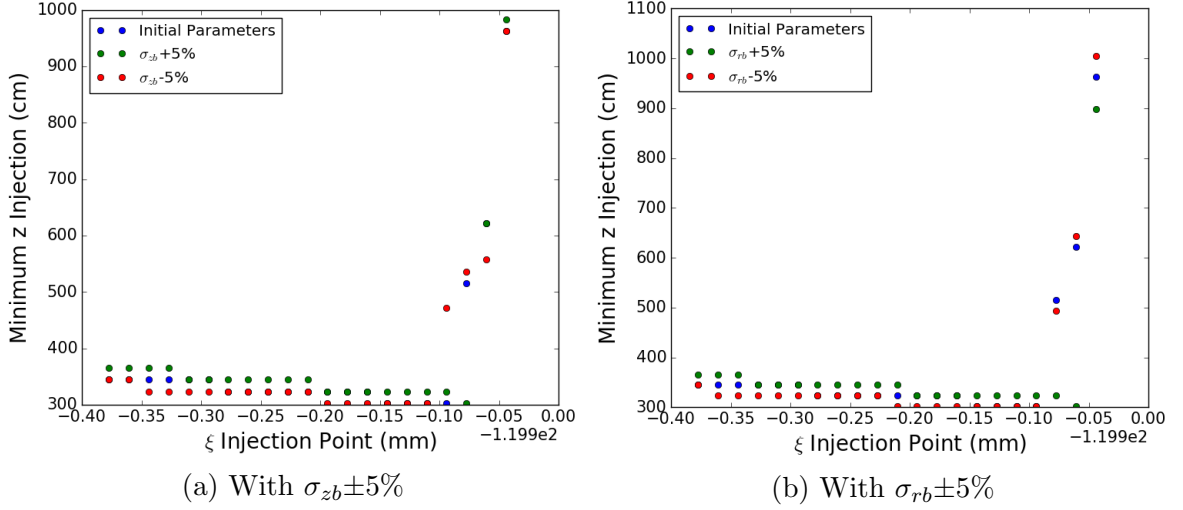 1000
900
800
700
600
500
400
300
Minimum z Injection (cm)
Initial Parameters
σzb+5%
σzb-5%
−0.40 −0.35 −0.30 −0.25 −0.20 −0.15 −0.10 −0.05 0.00
−1.199e2
ξ Injection Point (mm)
(a) With σzb±5%
1100
1000
900
800
700
600
500
400
300
Minimum z Injection (cm)
Initial Parameters
σrb+5%
σrb-5%
−0.40 −0.35 −0.30 −0.25 −0.20 −0.15 −0.10 −0.05 0.00
−1.199e2
ξ Injection Point (mm)
(b) With σrb±5%